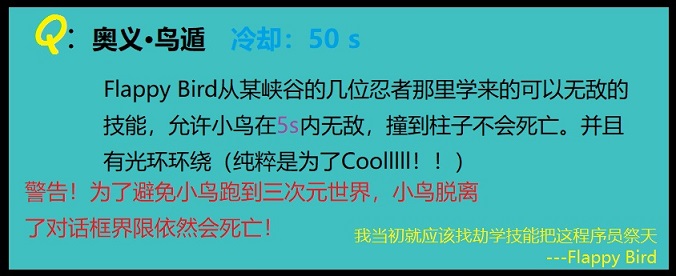 Q：奥义·鸟遁 冷却：50 s
Flappy Bird从某峡谷的几位忍者那里学来的可以无敌的
技能，允许小鸟在5s内无敌，撞到柱子不会死亡。并且
有光环环绕（纯粹是为了Coolllll！！）
警告！为了避免小鸟跑到三次元世界，小鸟脱离
了对话框界限依然会死亡！
我当初就应该找劫学技能把这程序员祭天
---Flappy Bird